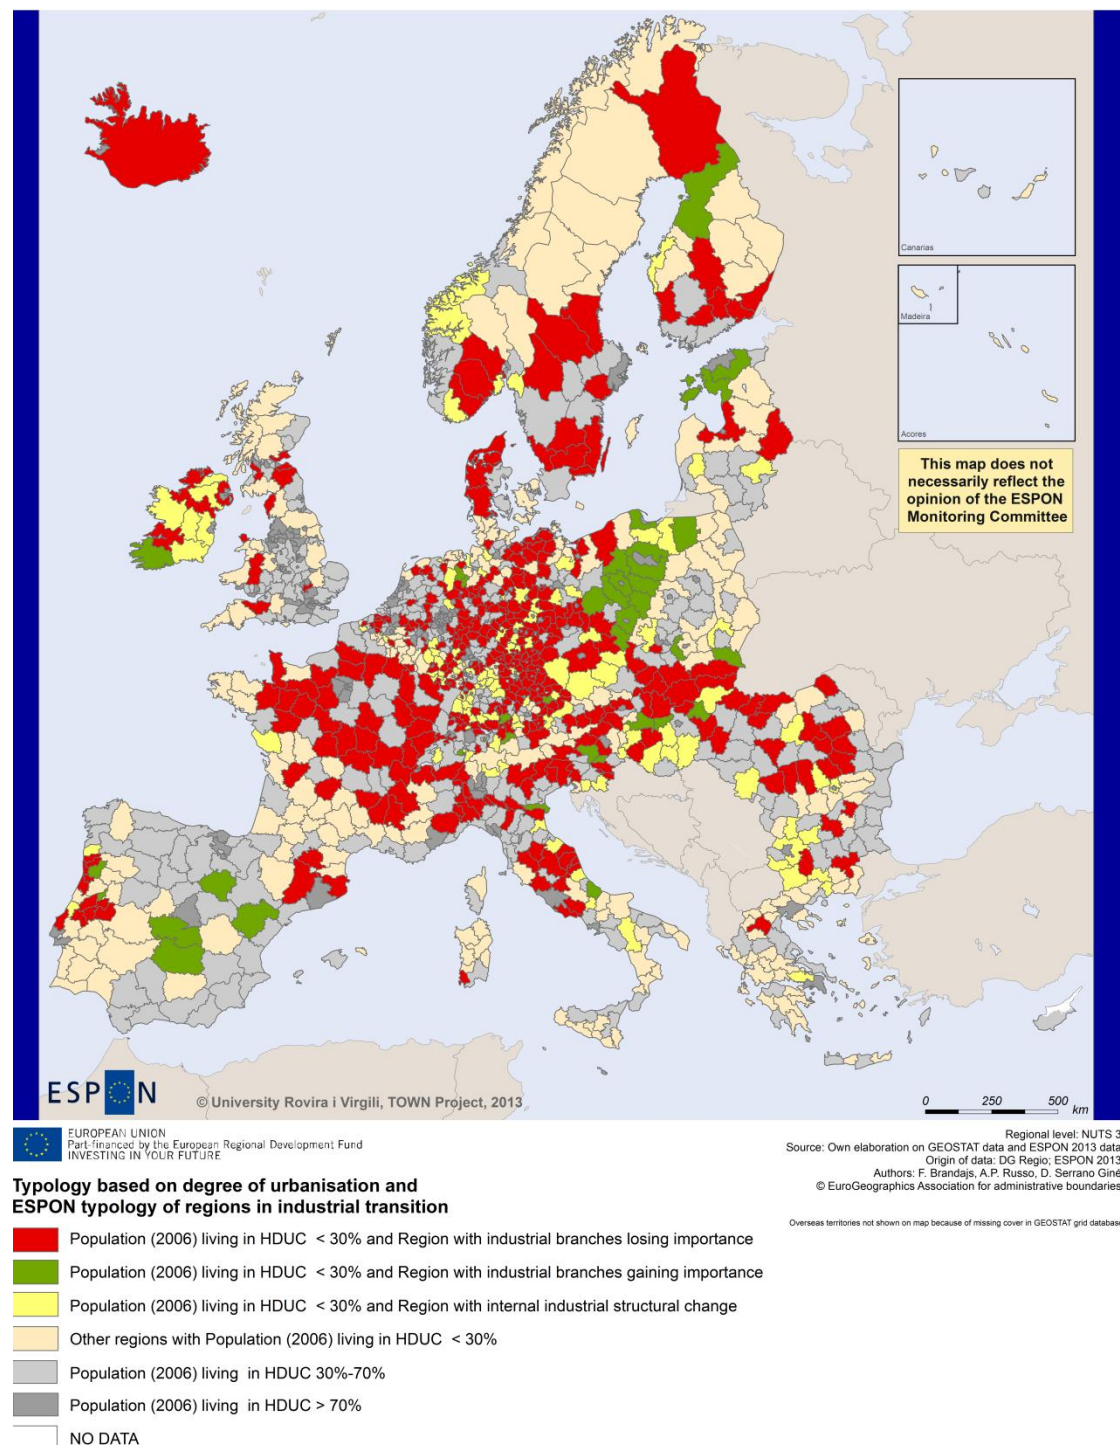 Canarias
Madeira
Acores
This map does not
necessarily reflect the
opinion of the ESPON
Monitoring Committee
ESPON
© University Rovira i Virgili, TOWN Project, 2013
0 250 500
km
EUROPEAN UNION
Part-financed by the European Regional Development Fund
INVESTING IN YOUR FUTURE
Regional level: NUTS 3
Source: Own elaboration on GEOSTAT data and ESPON 2013 data
Origin of data: DG Regio; ESPON 2013
Authors: F. Brandajs, A.P. Russo, D. Serrano Giné
© EuroGeographics Association for administrative boundaries
Overseas territories not shown on map because of missing cover in GEOSTAT grid database
Typology based on degree of urbanisation and
ESPON typology of regions in industrial transition
Population (2006) living in HDUC < 30% and Region with industrial branches losing importance
Population (2006) living in HDUC < 30% and Region with industrial branches gaining importance
Population (2006) living in HDUC < 30% and Region with internal industrial structural change
Other regions with Population (2006) living in HDUC < 30%
Population (2006) living in HDUC 30%-70%
Population (2006) living in HDUC > 70%
NO DATA